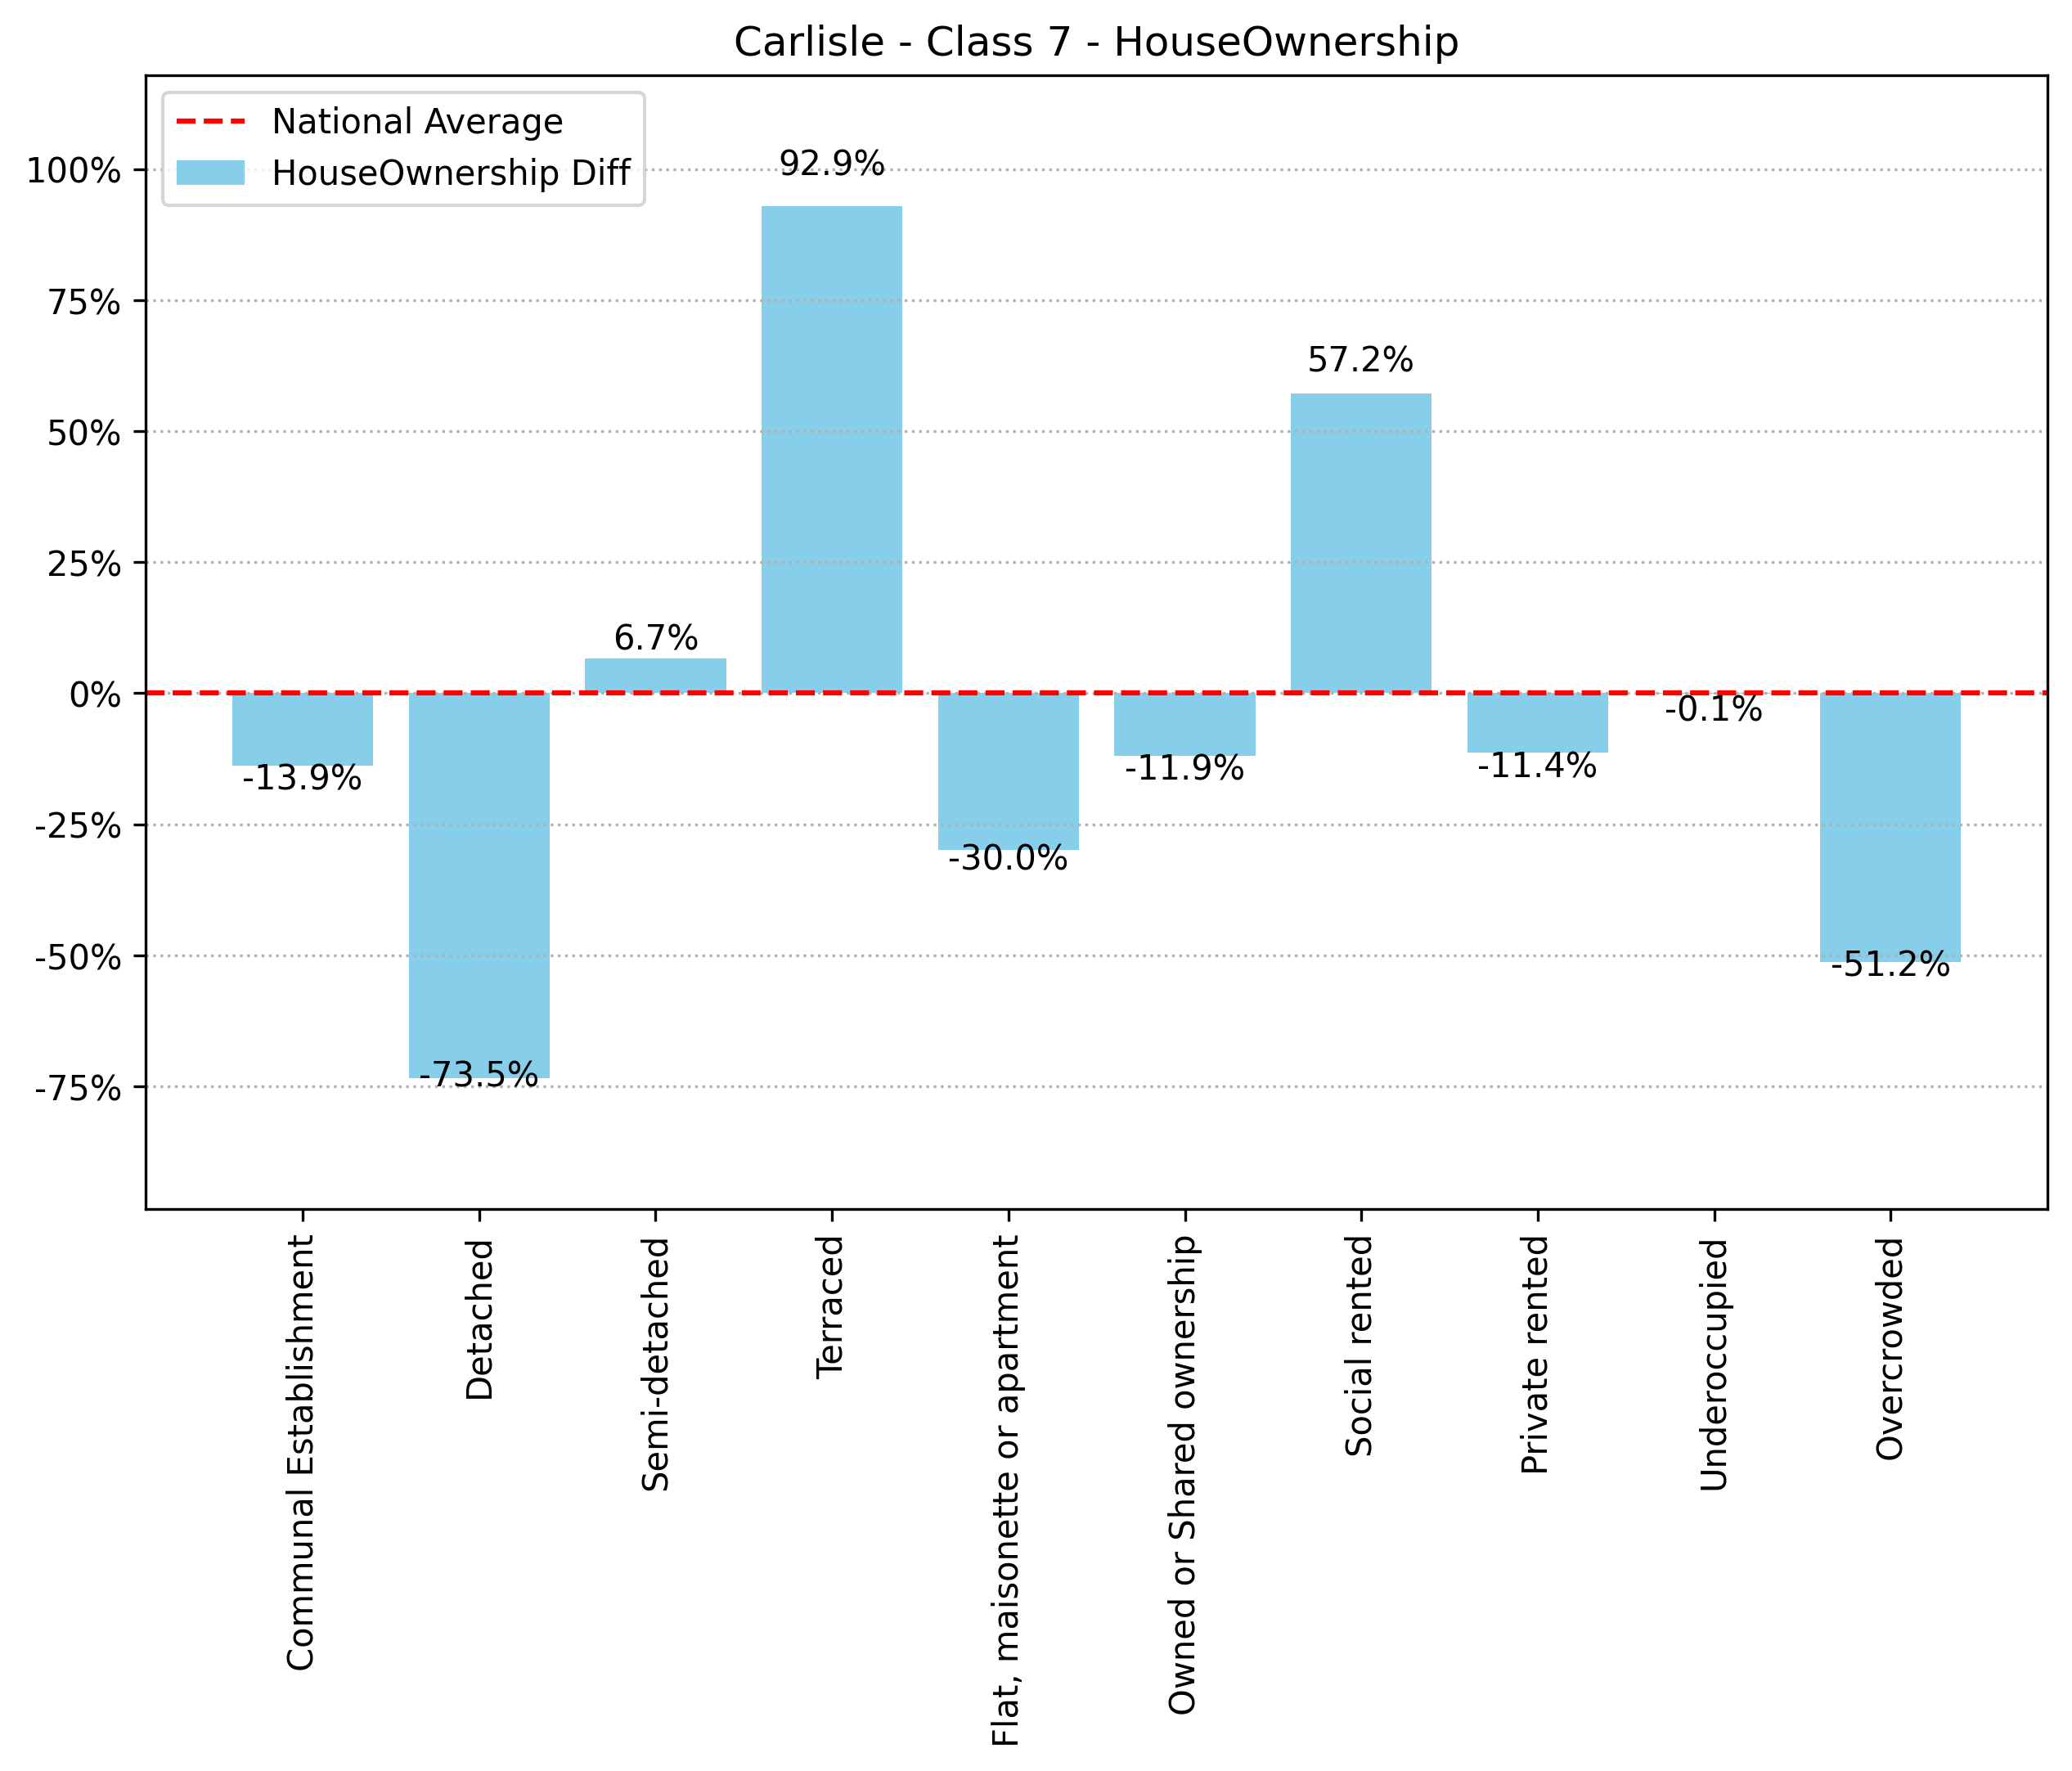 Carlisle - Class 7 - HouseOwnership
National Average
HouseOwnership Diff
100%
75%
50%
25%
0%
-25%
-50%
-75%
-13.9%
-73.5%
6.7%
92.9%
-30.0%
-11.9%
57.2%
-11.4%
-0.1%
-51.2%
Communal Establishment
Detached
Semi-detached
Terraced
Flat, maisonette or apartment
Owned or Shared ownership
Social rented
Private rented
Underoccupied
Overcrowded